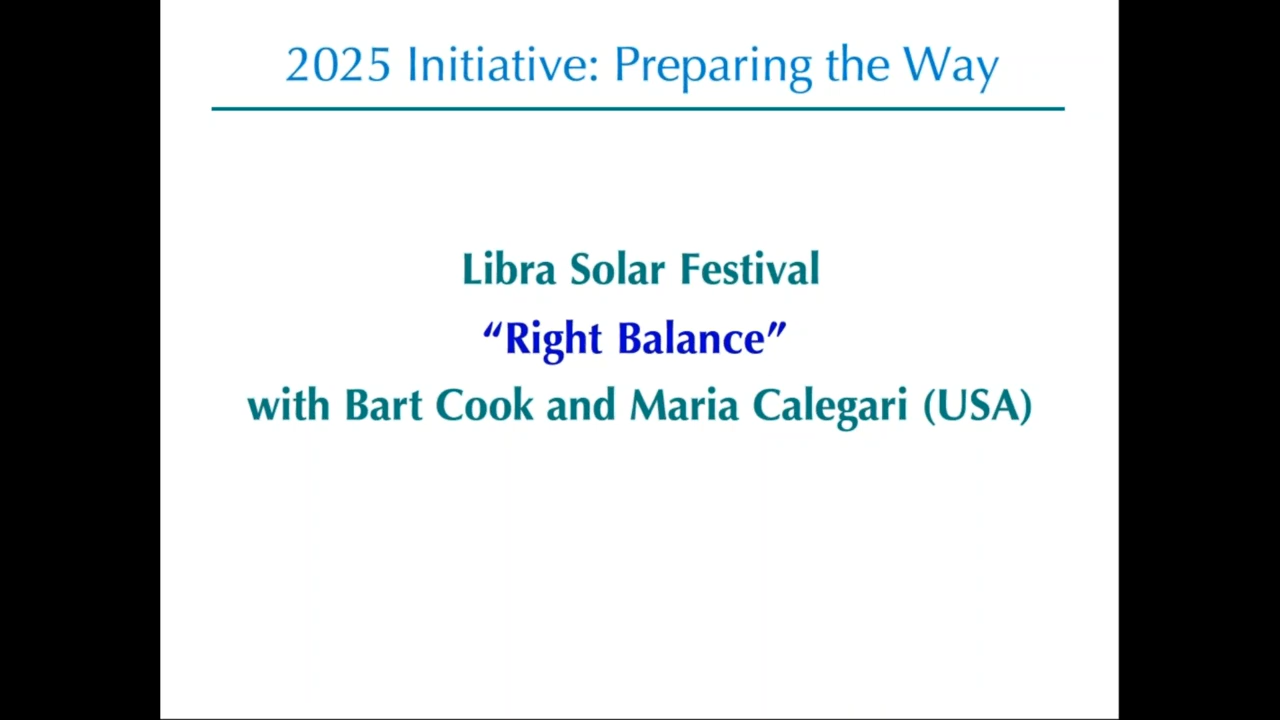 2025 Initiative: Preparing the Way
Libra Solar Festival
“Right Balance”
with Bart Cook and Maria Calegari (USA)